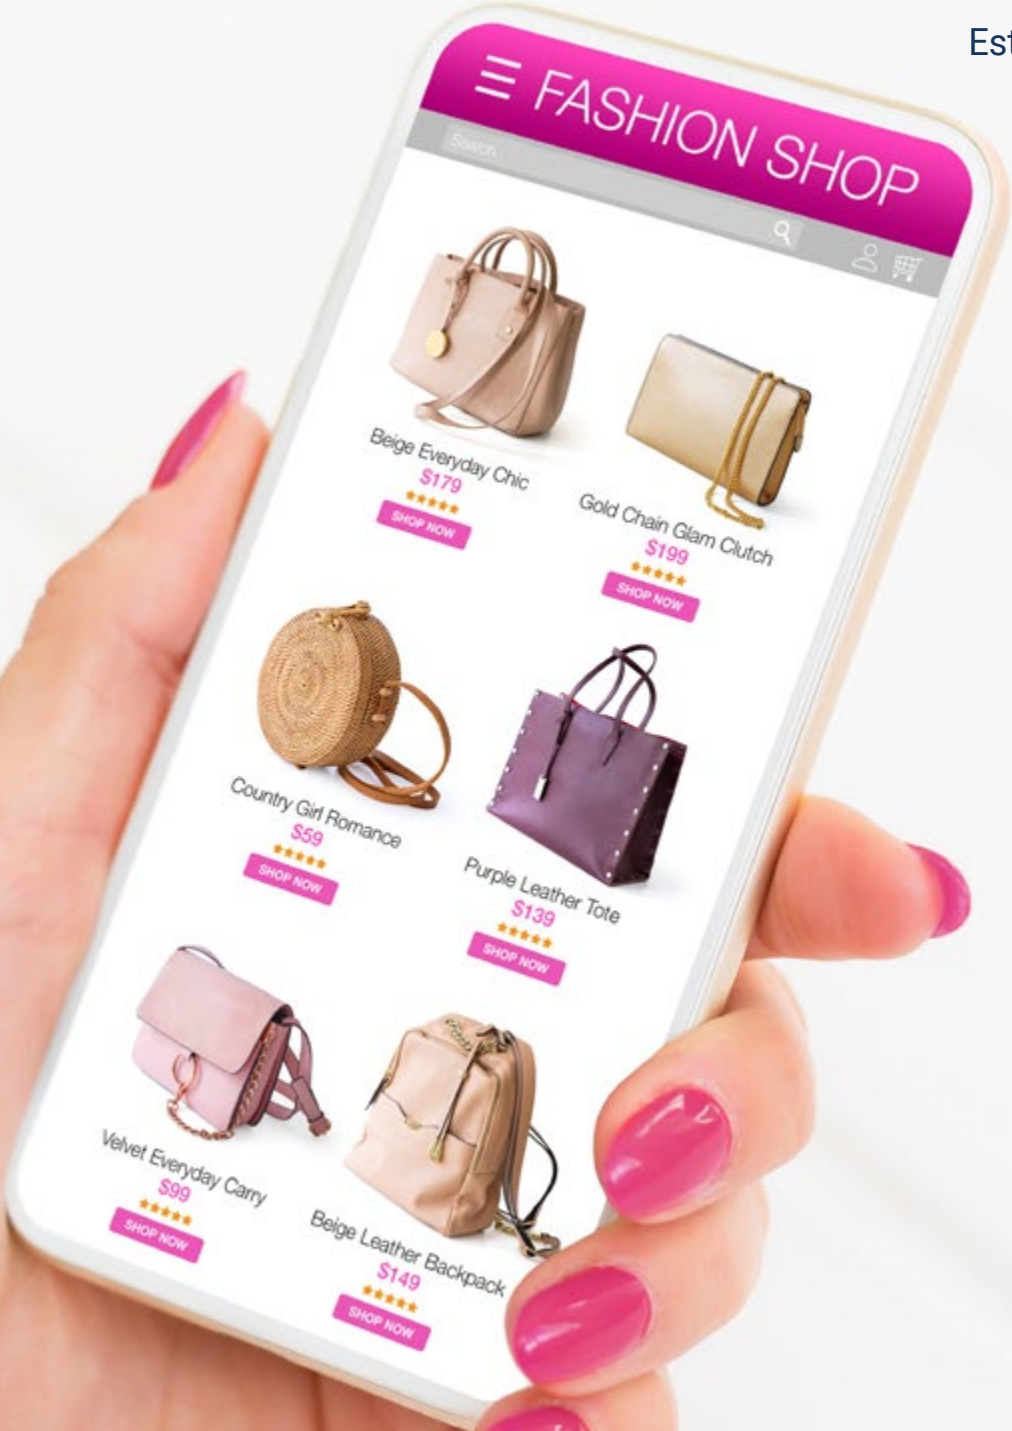 Est
FASHION SHOP
Search
Beige Everyday Chic
$179
SHOP NOW
Gold Chain Glam Clutch
$199
SHOP NOW
Country Girl Romance
$59
SHOP NOW
Purple Leather Tote
$139
SHOP NOW
Velvet Everyday Carry
$99
SHOP NOW
Beige Leather Backpack
$149
SHOP NOW